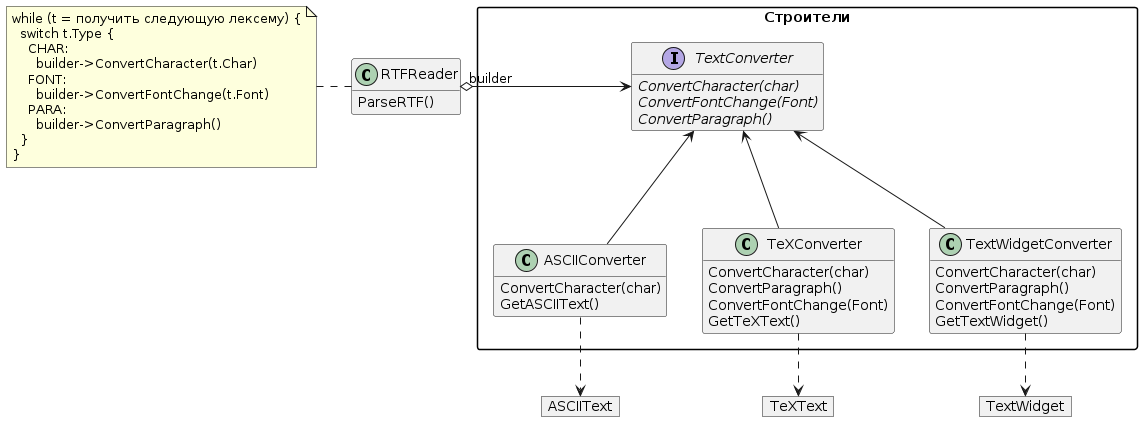 while (t = получить следующую лексему) {
switch t.Type {
CHAR:
builder->ConvertCharacter(t.Char)
FONT:
builder->ConvertFontChange(t.Font)
PARA:
builder->ConvertParagraph()
}
}
C RTFReader
ParseRTF()
builder
Строители
I TextConverter
ConvertCharacter(char)
ConvertFontChange(Font)
ConvertParagraph()
C ASCIIConverter
ConvertCharacter(char)
GetASCIIText()
C TeXConverter
ConvertCharacter(char)
ConvertParagraph()
ConvertFontChange(Font)
GetTeXText()
C TextWidgetConverter
ConvertCharacter(char)
ConvertParagraph()
ConvertFontChange(Font)
GetTextWidget()
ASCIIText
TeXText
TextWidget